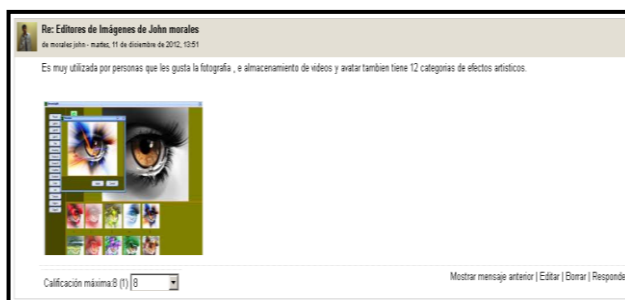 Re: Editores de Imágenes de John morales
de morales john - martes, 11 de diciembre de 2012, 13:51
Es muy utilizada por personas que les gusta la fotografia , e almacenamiento de videos y avatar tambien tiene 12 categorias de efectos artisticos.
Calificación máxima:8 (1) 8
Mostrar mensaje anterior | Editar | Borrar | Responde